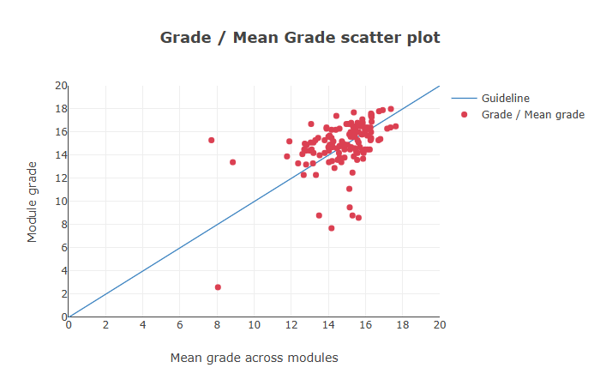 Grade / Mean Grade scatter plot
20
18
16
14
12
10
8
6
4
2
0
0 2 4 6 8 10 12 14 16 18 20
Module grade
Mean grade across modules
Guideline
Grade / Mean grade